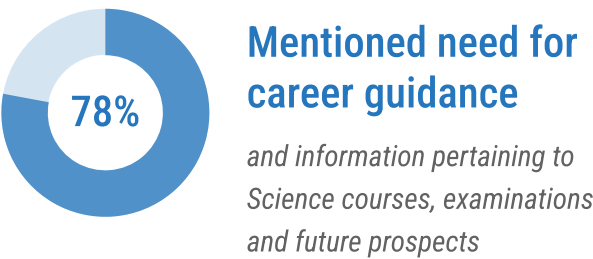 78%
Mentioned need for
career guidance
and information pertaining to
Science courses, examinations
and future prospects